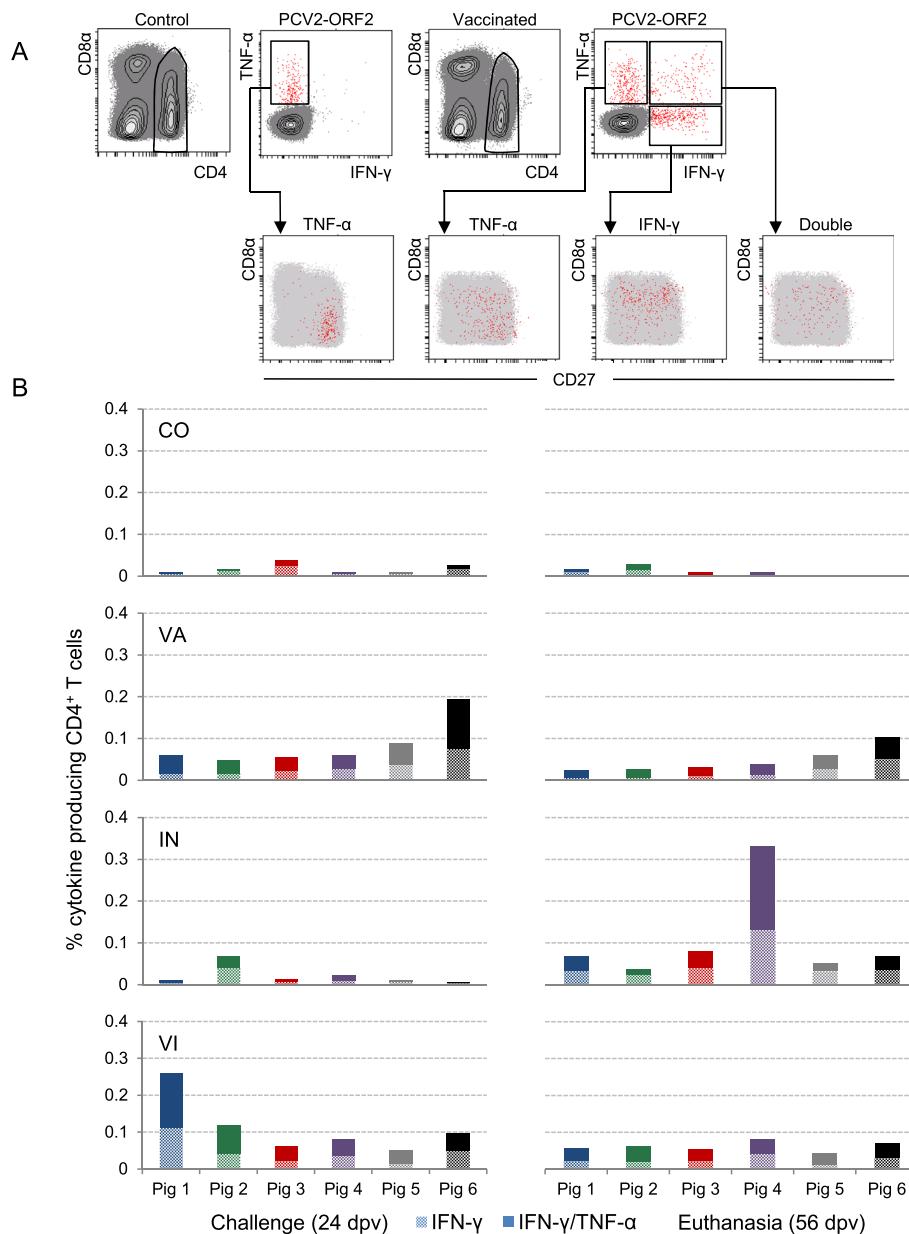 A
Control
PCV2-ORF2
Vaccinated
PCV2-ORF2
CD8α
TNF-α
CD8α
TNF-α
CD4
IFN-γ
CD4
IFN-γ
TNF-α
TNF-α
IFN-γ
Double
CD8α
CD8α
CD8α
CD8α
CD27
B
% cytokine producing CD4⁺ T cells
0.4
CO
0.3
0.2
0.1
0
0.4
VA
0.3
0.2
0.1
0
0.4
IN
0.3
0.2
0.1
0
0.4
VI
0.3
0.2
0.1
0
Pig 1 Pig 2 Pig 3 Pig 4 Pig 5 Pig 6 Pig 1 Pig 2 Pig 3 Pig 4 Pig 5 Pig 6
Challenge (24 dpv) IFN-γ IFN-γ/TNF-α Euthanasia (56 dpv)